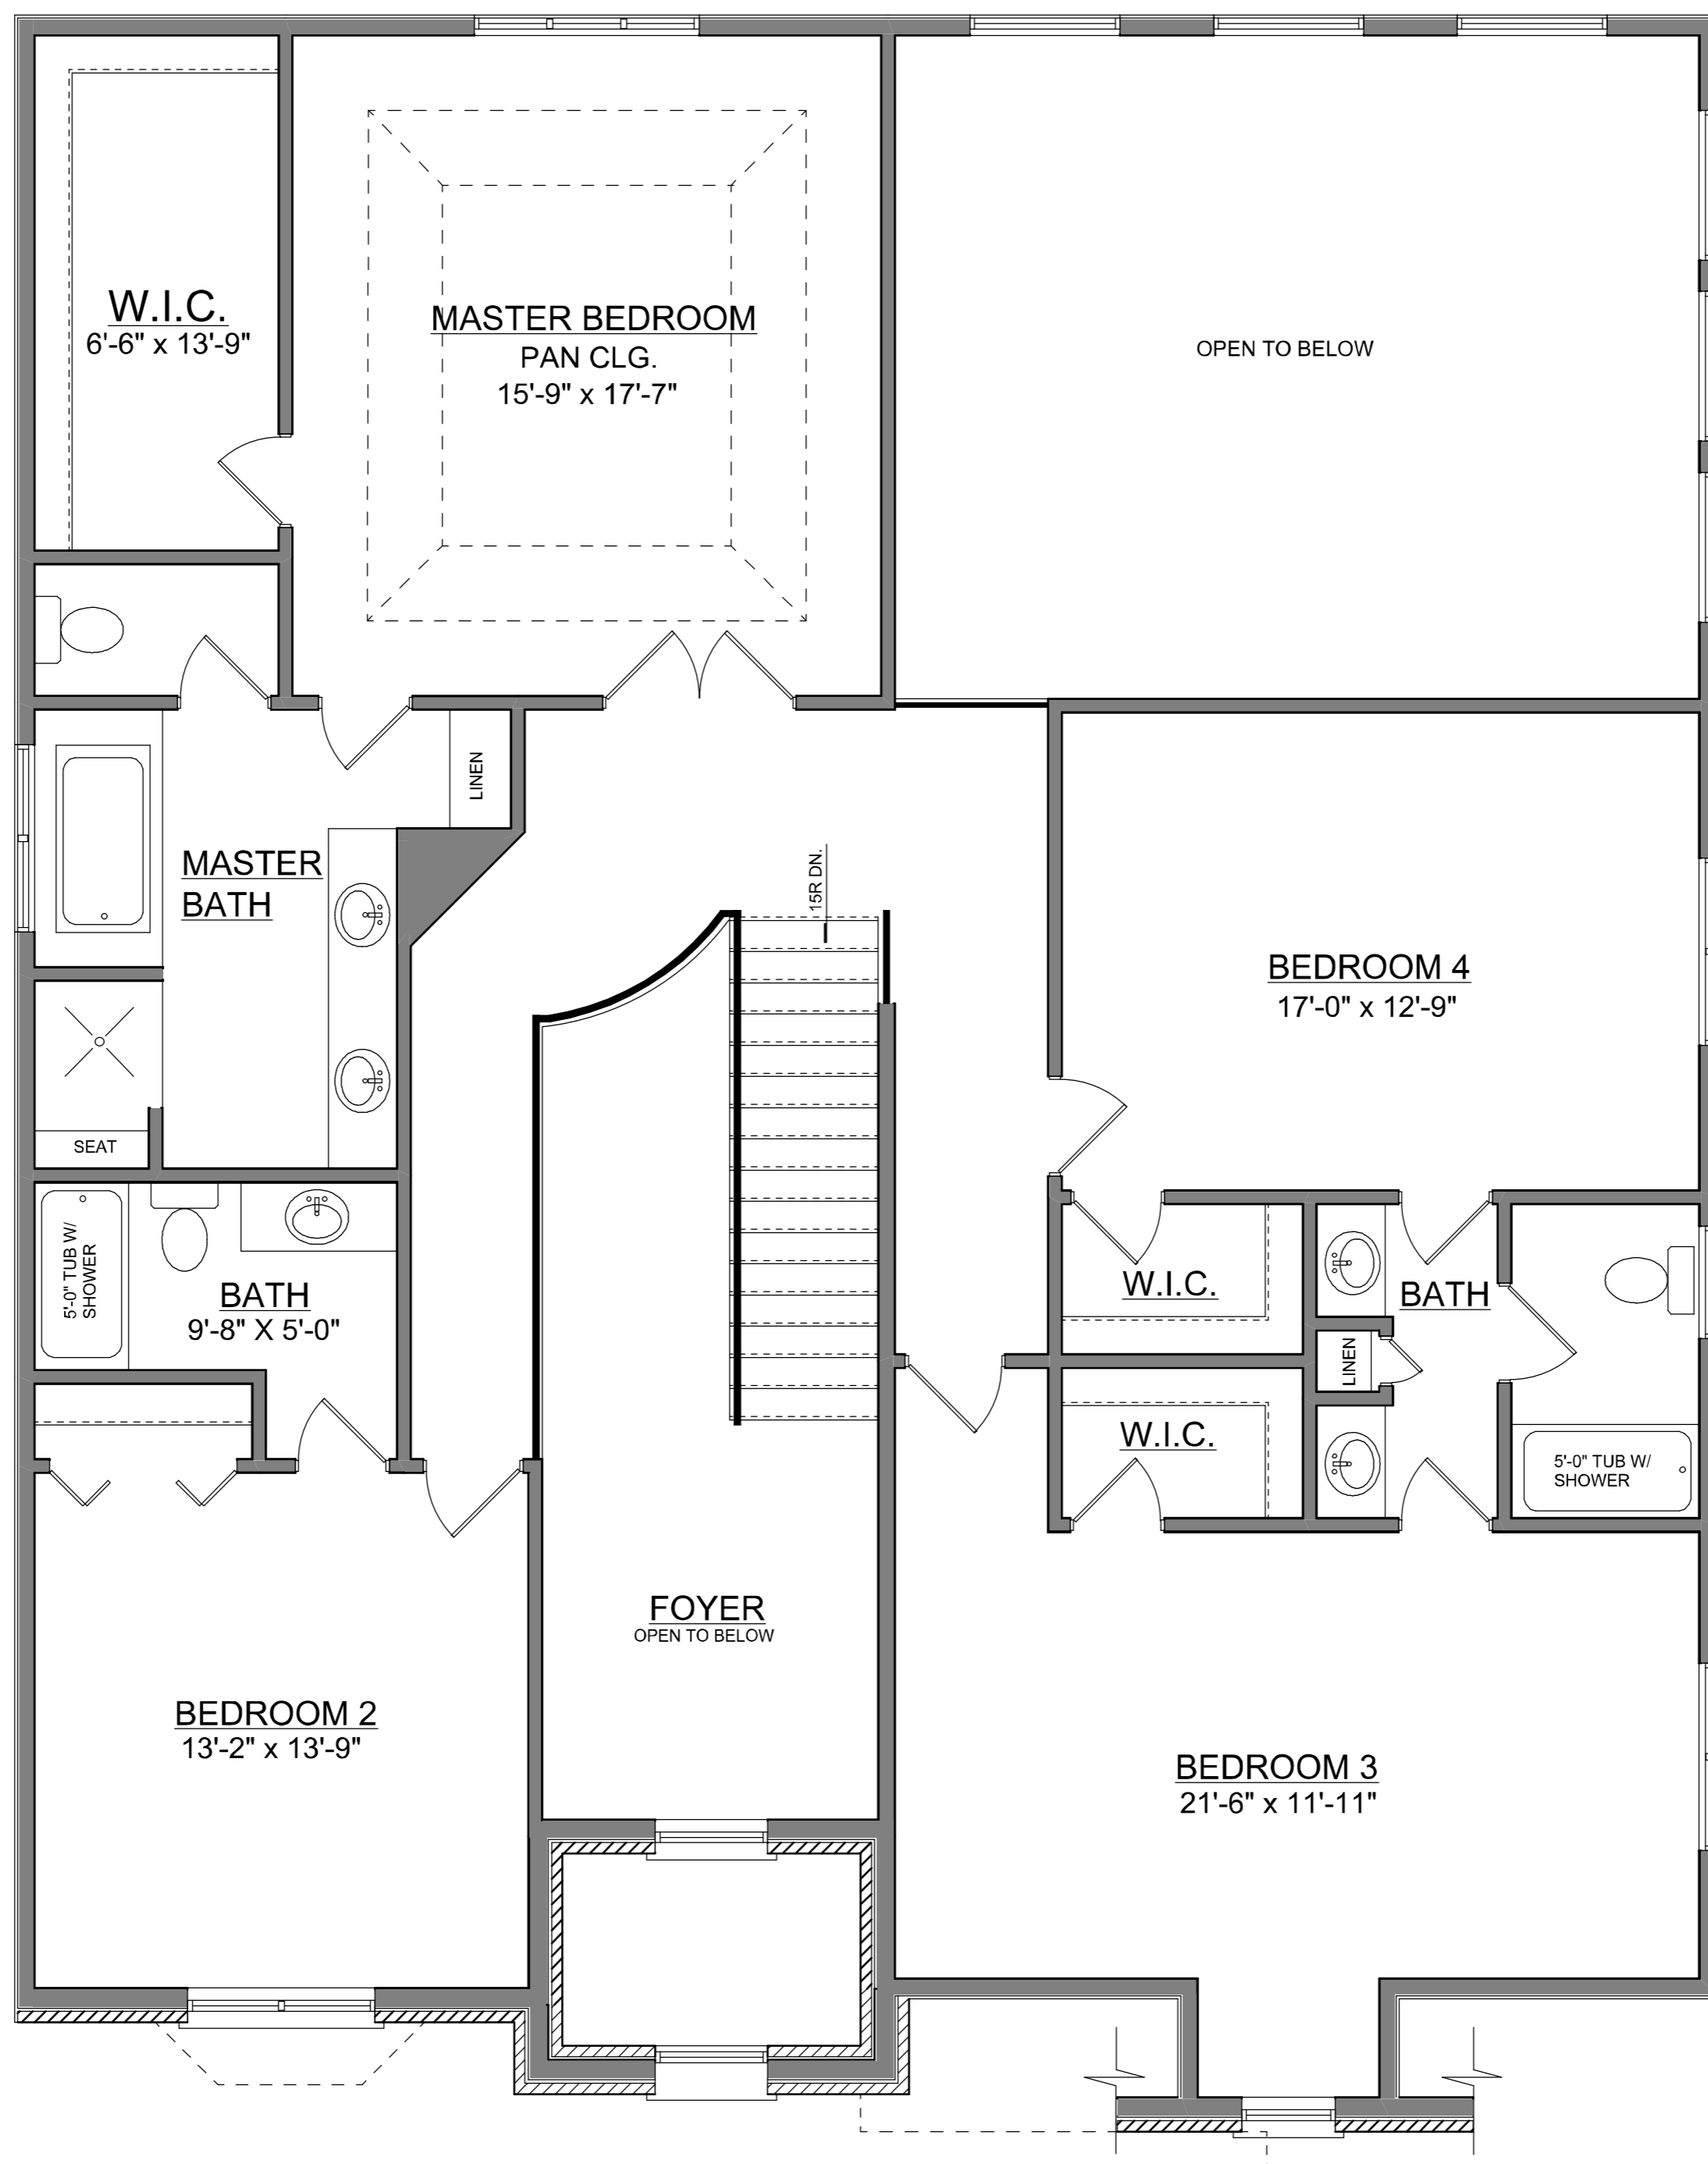 W.I.C.
6'-6" x 13'-9"
MASTER BEDROOM
PAN CLG.
15'-9" x 17'-7"
OPEN TO BELOW
LINEN
MASTER
BATH
15R DN.
BEDROOM 4
17'-0" x 12'-9"
SEAT
5'-0" TUB W/
SHOWER
BATH
9'-8" X 5'-0"
W.I.C.
BATH
LINEN
W.I.C.
5'-0" TUB W/
SHOWER
FOYER
OPEN TO BELOW
BEDROOM 2
13'-2" x 13'-9"
BEDROOM 3
21'-6" x 11'-11"